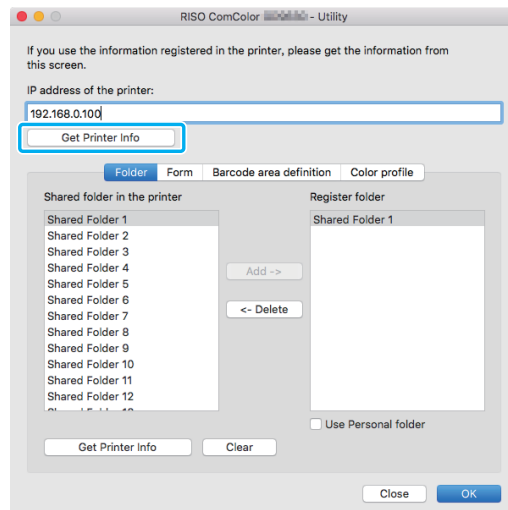 RISO ComColor - Utility
If you use the information registered in the printer, please get the information from
this screen.
IP address of the printer:
192.168.0.100
Get Printer Info
Folder Form Barcode area definition Color profile
Shared folder in the printer
Register folder
Shared Folder 1
Shared Folder 2
Shared Folder 3
Shared Folder 4
Shared Folder 5
Shared Folder 6
Shared Folder 7
Shared Folder 8
Shared Folder 9
Shared Folder 10
Shared Folder 11
Shared Folder 12
Add ->
<- Delete
Shared Folder 1
Use Personal folder
Get Printer Info
Clear
Close
OK